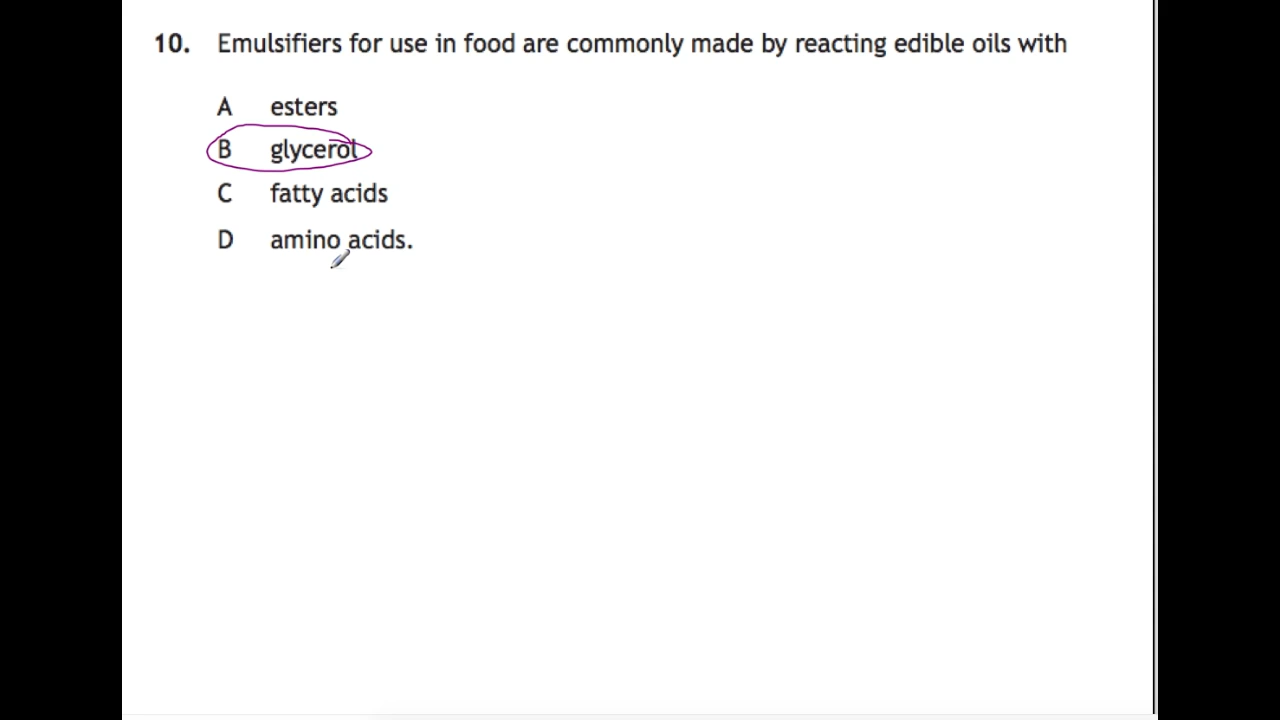 10. Emulsifiers for use in food are commonly made by reacting edible oils with
A esters
B glycerol
C fatty acids
D amino acids.